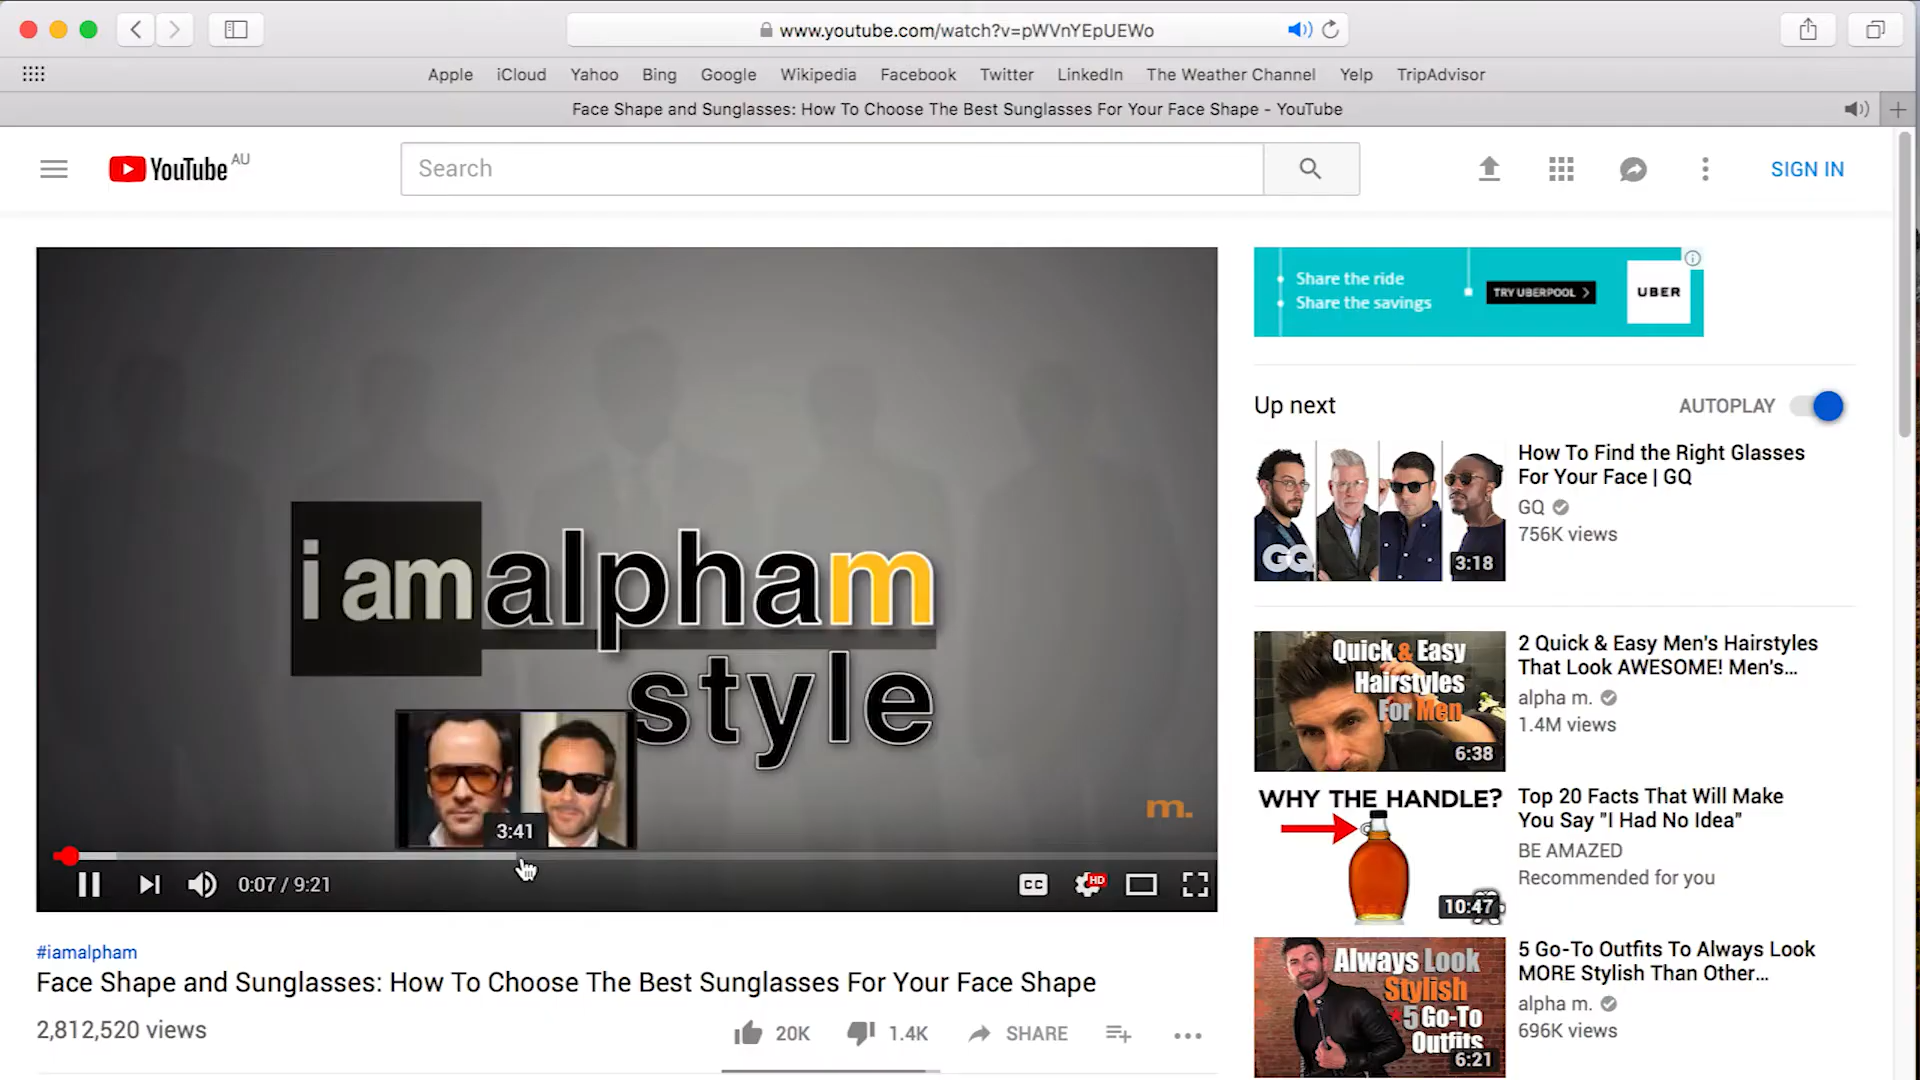 www.youtube.com/watch?v=pWVnYEpUEWo
Apple iCloud Yahoo Bing Google Wikipedia Facebook Twitter LinkedIn The Weather Channel Yelp TripAdvisor
Face Shape and Sunglasses: How To Choose The Best Sunglasses For Your Face Shape - YouTube
YouTube AU
Search
SIGN IN
i am alpham
style
m.
3:41
0:07 / 9:21
CC
HD
#iamalpham
Face Shape and Sunglasses: How To Choose The Best Sunglasses For Your Face Shape
2,812,520 views
20K
1.4K
SHARE
Share the ride
Share the savings
TRY UBERPOOL
UBER
Up next
AUTOPLAY
GQ
3:18
How To Find the Right Glasses
For Your Face | GQ
GQ
756K views
Quick & Easy
Hairstyles
For Men
6:38
2 Quick & Easy Men's Hairstyles
That Look AWESOME! Men's...
alpha m.
1.4M views
WHY THE HANDLE?
10:47
Top 20 Facts That Will Make
You Say "I Had No Idea"
BE AMAZED
Recommended for you
Always Look
Stylish
5 Go-To
Outfits
6:21
5 Go-To Outfits To Always Look
MORE Stylish Than Other...
alpha m.
696K views